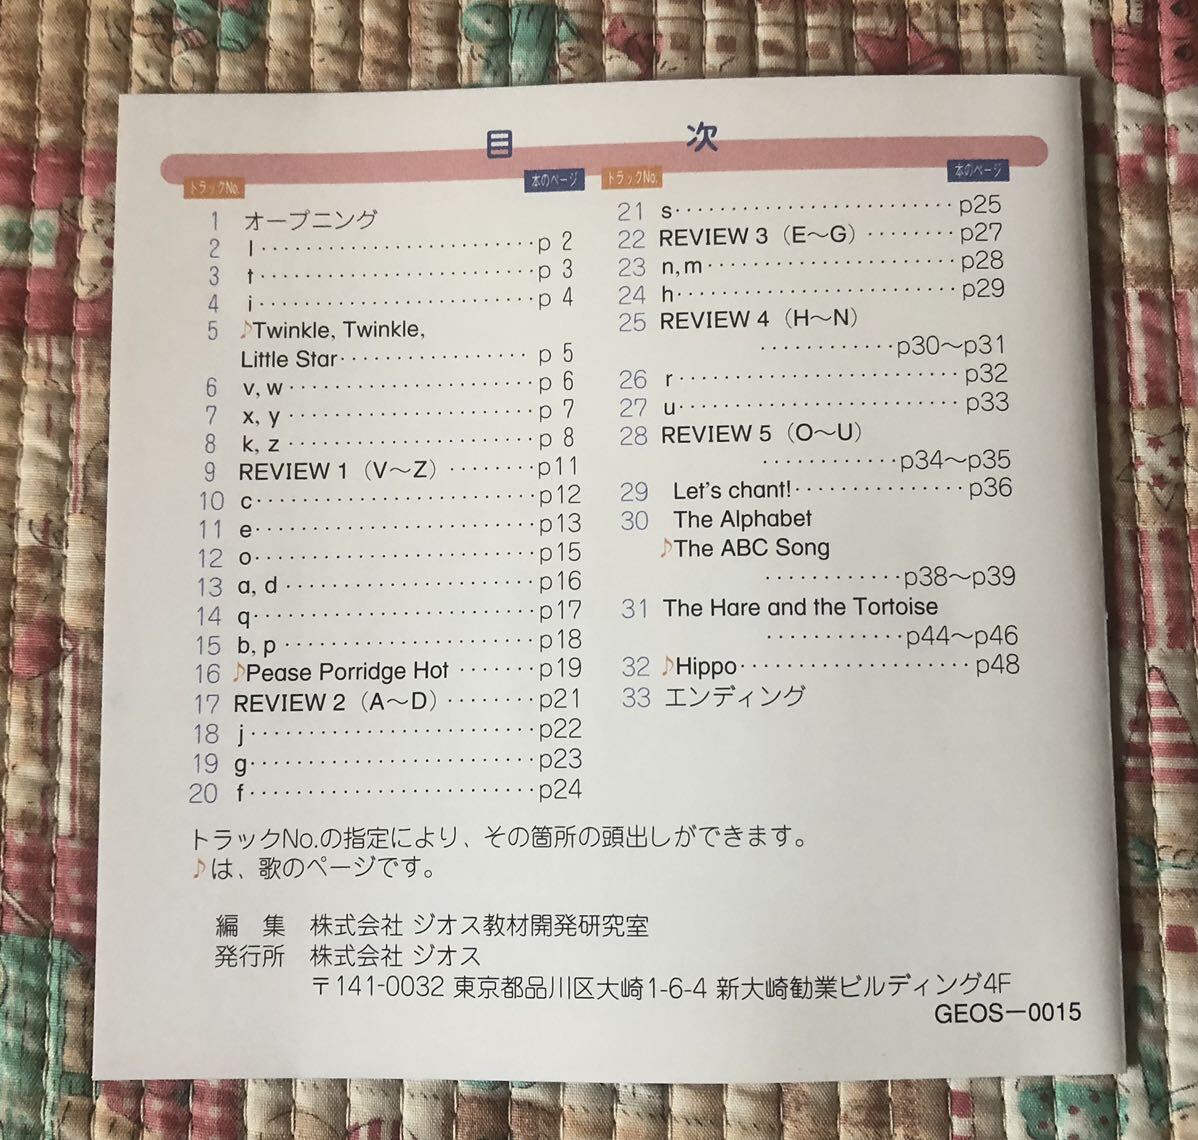 目 次
トラックNo. 本のページ
1 オープニング
2 l‥‥‥‥‥‥‥‥‥p 2
3 t‥‥‥‥‥‥‥‥‥p 3
4 i‥‥‥‥‥‥‥‥‥p 4
5 ♪Twinkle, Twinkle,
Little Star‥‥‥‥‥‥p 5
6 v, w‥‥‥‥‥‥‥‥p 6
7 x, y‥‥‥‥‥‥‥‥p 7
8 k, z‥‥‥‥‥‥‥‥p 8
9 REVIEW 1（V〜Z）‥‥‥p11
10 c‥‥‥‥‥‥‥‥‥p12
11 e‥‥‥‥‥‥‥‥‥p13
12 o‥‥‥‥‥‥‥‥‥p15
13 a, d‥‥‥‥‥‥‥‥p16
14 q‥‥‥‥‥‥‥‥‥p17
15 b, p‥‥‥‥‥‥‥‥p18
16 ♪Pease Porridge Hot‥‥‥p19
17 REVIEW 2（A〜D）‥‥‥p21
18 j‥‥‥‥‥‥‥‥‥p22
19 g‥‥‥‥‥‥‥‥‥p23
20 f‥‥‥‥‥‥‥‥‥p24
トラックNo. 本のページ
21 s‥‥‥‥‥‥‥‥‥p25
22 REVIEW 3（E〜G）‥‥‥p27
23 n, m‥‥‥‥‥‥‥‥p28
24 h‥‥‥‥‥‥‥‥‥p29
25 REVIEW 4（H〜N）
‥‥‥‥p30〜p31
26 r‥‥‥‥‥‥‥‥‥p32
27 u‥‥‥‥‥‥‥‥‥p33
28 REVIEW 5（O〜U）
‥‥‥‥p34〜p35
29 Let's chant!‥‥‥‥‥p36
30 The Alphabet
♪The ABC Song
‥‥‥‥p38〜p39
31 The Hare and the Tortoise
‥‥‥‥p44〜p46
32 ♪Hippo‥‥‥‥‥‥‥p48
33 エンディング
トラックNo.の指定により、その箇所の頭出しができます。
♪は、歌のページです。
編 集 株式会社 ジオス教材開発研究室
発行所 株式会社 ジオス
〒141-0032 東京都品川区大崎1-6-4 新大崎勧業ビルディング4F
GEOS－0015